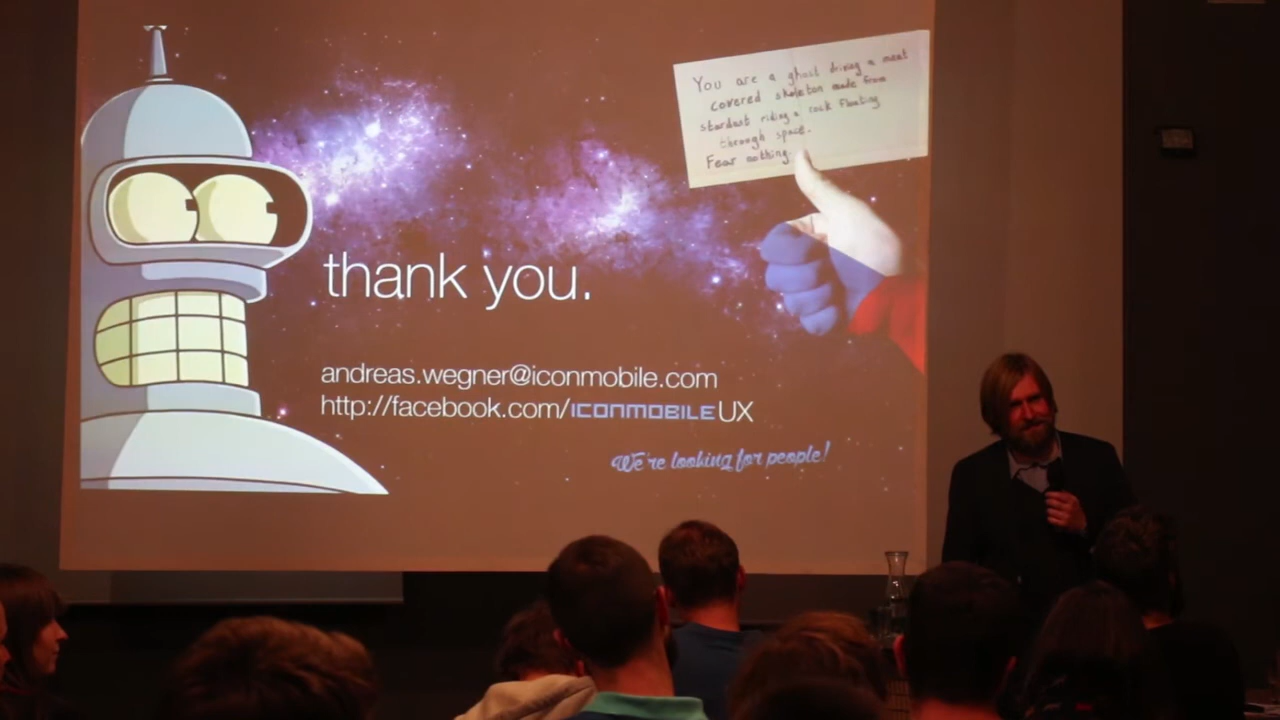 You are a ghost driving a meat
covered skeleton made from
stardust riding a rock floating
through space.
Fear nothing.
thank you.
andreas.wegner@iconmobile.com
http://facebook.com/ICONMOBILEUX
We're looking for people!